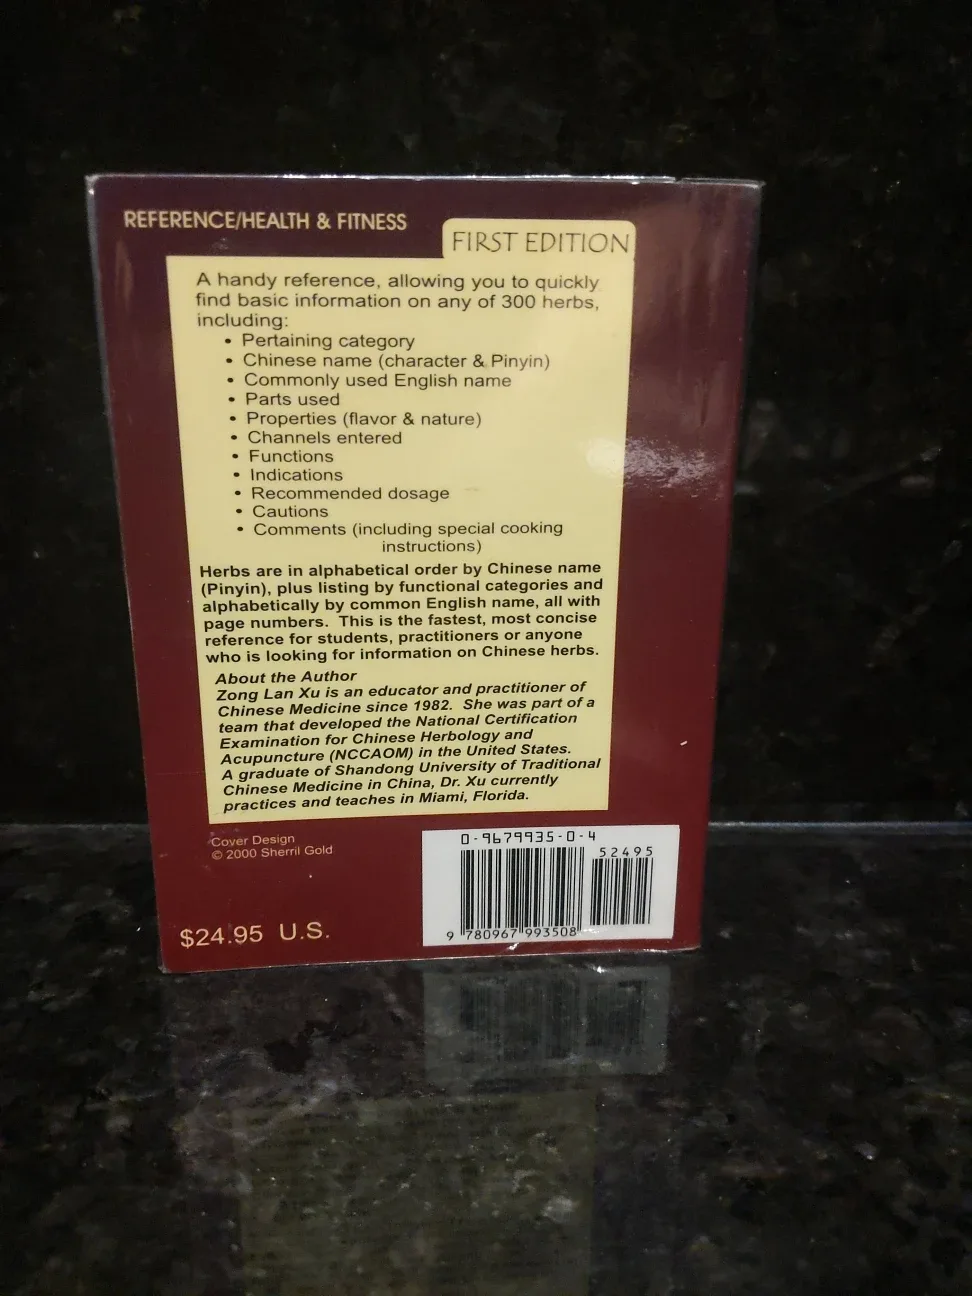 REFERENCE/HEALTH & FITNESS
FIRST EDITION
A handy reference, allowing you to quickly
find basic information on any of 300 herbs,
including:
• Pertaining category
• Chinese name (character & Pinyin)
• Commonly used English name
• Parts used
• Properties (flavor & nature)
• Channels entered
• Functions
• Indications
• Recommended dosage
• Cautions
• Comments (including special cooking
instructions)
Herbs are in alphabetical order by Chinese name
(Pinyin), plus listing by functional categories and
alphabetically by common English name, all with
page numbers. This is the fastest, most concise
reference for students, practitioners or anyone
who is looking for information on Chinese herbs.
About the Author
Zong Lan Xu is an educator and practitioner of
Chinese Medicine since 1982. She was part of a
team that developed the National Certification
Examination for Chinese Herbology and
Acupuncture (NCCAOM) in the United States.
A graduate of Shandong University of Traditional
Chinese Medicine in China, Dr. Xu currently
practices and teaches in Miami, Florida.
Cover Design
© 2000 Sherril Gold
$24.95 U.S.
0-9679935-0-4
52495
9 780967 993508